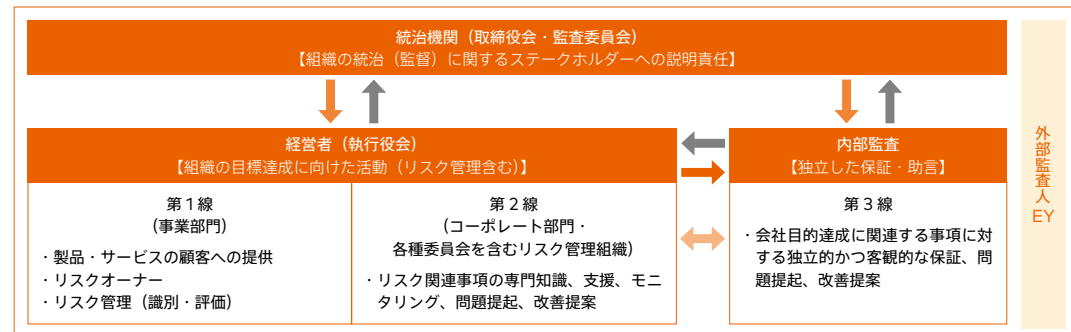 統治機関（取締役会・監査委員会）
【組織の統治（監督）に関するステークホルダーへの説明責任】
経営者（執行役会）
【組織の目標達成に向けた活動（リスク管理含む）】
内部監査
【独立した保証・助言】
第１線
（事業部門）
・製品・サービスの顧客への提供
・リスクオーナー
・リスク管理（識別・評価）
第２線
（コーポレート部門・
各種委員会を含むリスク管理組織）
・リスク関連事項の専門知識、支援、モニ
タリング、問題提起、改善提案
第３線
・会社目的達成に関連する事項に対
する独立的かつ客観的な保証、問
題提起、改善提案
外部監査人
EY